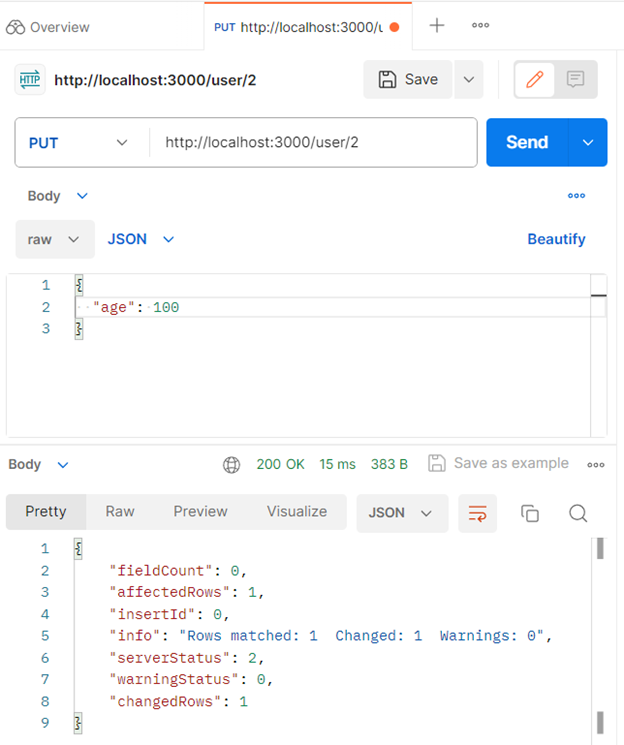 Overview
PUT http://localhost:3000/u
HTTP http://localhost:3000/user/2
Save
PUT http://localhost:3000/user/2 Send
Body
raw JSON Beautify
1 {
2 "age": 100
3 }
Body 200 OK 15 ms 383 B Save as example
Pretty Raw Preview Visualize JSON
1 {
2 "fieldCount": 0,
3 "affectedRows": 1,
4 "insertId": 0,
5 "info": "Rows matched: 1  Changed: 1  Warnings: 0",
6 "serverStatus": 2,
7 "warningStatus": 0,
8 "changedRows": 1
9 }